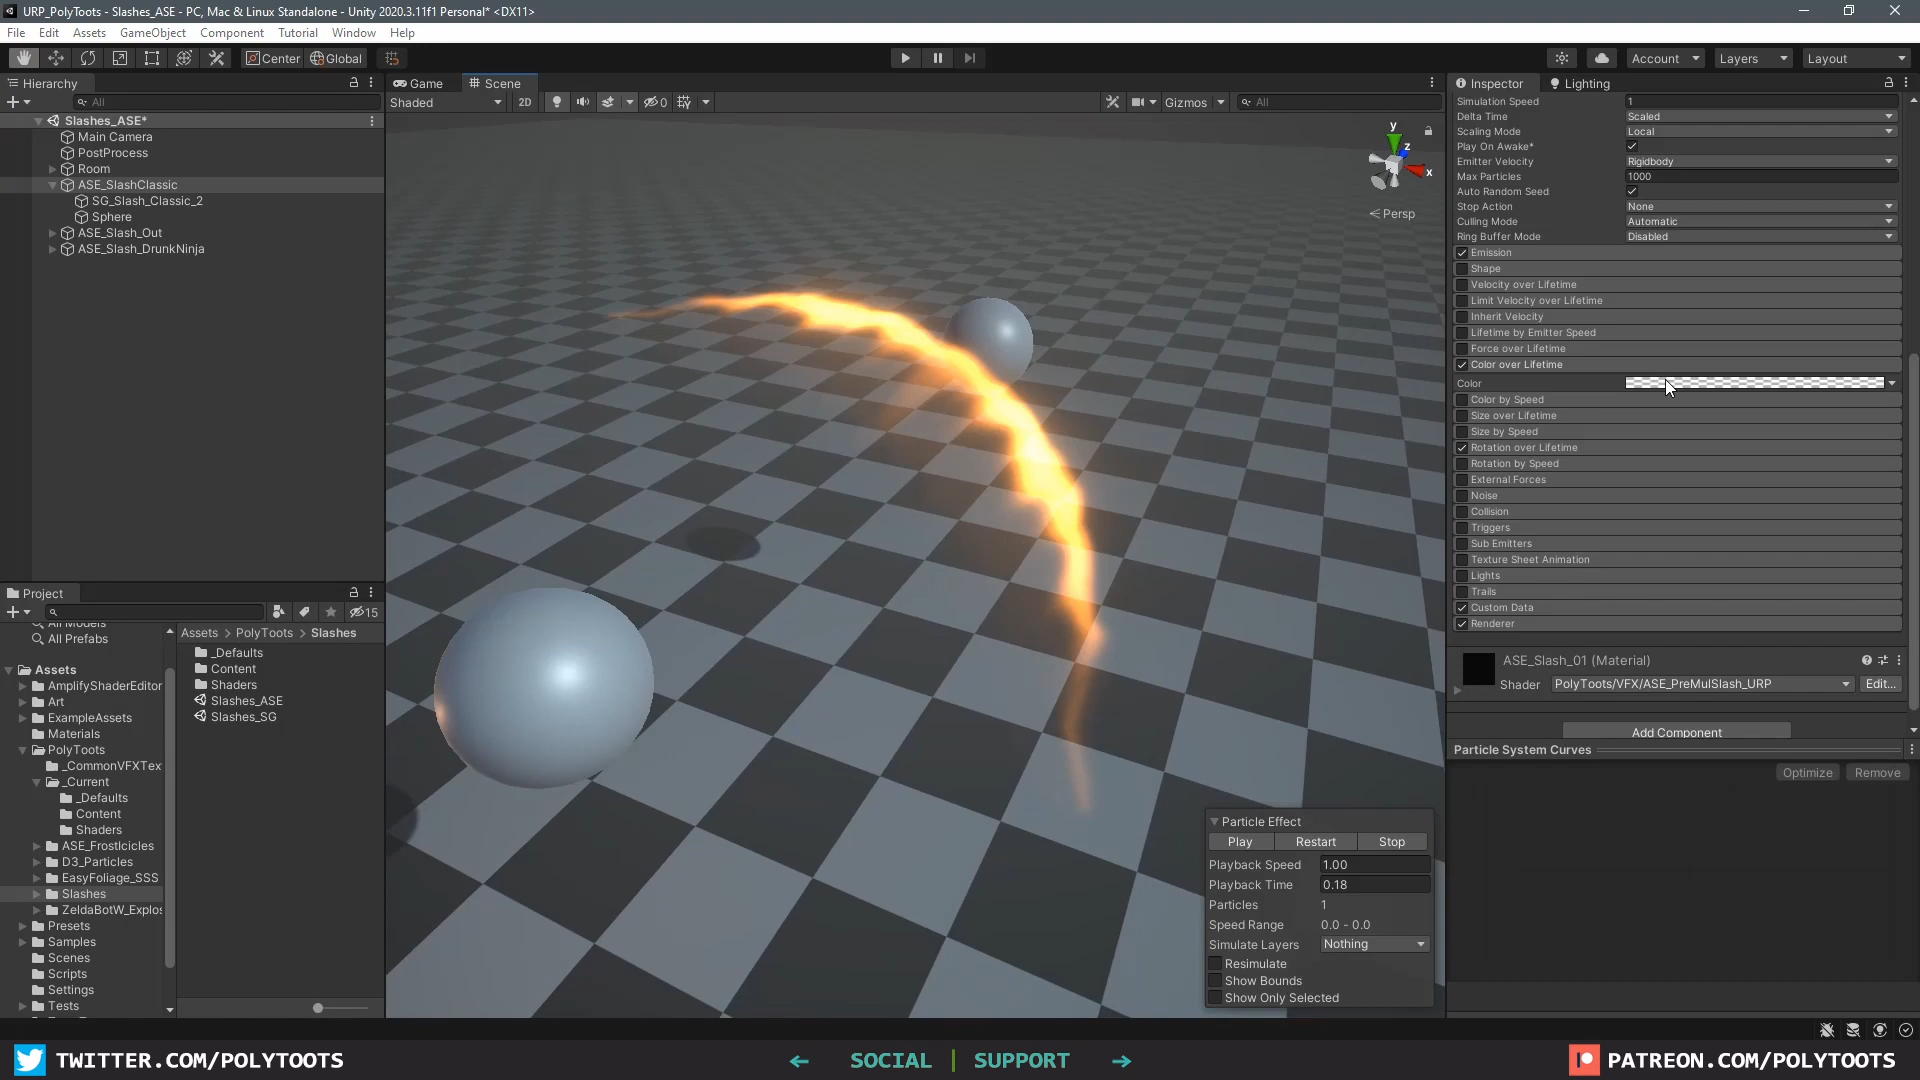 URP_PolyToots - Slashes_ASE - PC, Mac & Linux Standalone - Unity 2020.3.11f1 Personal* <DX11>
File Edit Assets GameObject Component Tutorial Window Help
Center Global Account Layers Layout
Hierarchy
All
Slashes_ASE*
Main Camera
PostProcess
Room
ASE_SlashClassic
SG_Slash_Classic_2
Sphere
ASE_Slash_Out
ASE_Slash_DrunkNinja
Game Scene
Shaded 2D 0 Gizmos All
y
z
x
Persp
Inspector Lighting
Simulation Speed 1
Delta Time Scaled
Scaling Mode Local
Play On Awake*
Emitter Velocity Rigidbody
Max Particles 1000
Auto Random Seed
Stop Action None
Culling Mode Automatic
Ring Buffer Mode Disabled
Emission
Shape
Velocity over Lifetime
Limit Velocity over Lifetime
Inherit Velocity
Lifetime by Emitter Speed
Force over Lifetime
Color over Lifetime
Color
Color by Speed
Size over Lifetime
Size by Speed
Rotation over Lifetime
Rotation by Speed
External Forces
Noise
Collision
Triggers
Sub Emitters
Texture Sheet Animation
Lights
Trails
Custom Data
Renderer
ASE_Slash_01 (Material)
Shader PolyToots/VFX/ASE_PreMulSlash_URP Edit...
Add Component
Particle System Curves
Optimize Remove
Project
15
All Models
All Prefabs
Assets
AmplifyShaderEditor
Art
ExampleAssets
Materials
PolyToots
_CommonVFXTex
_Current
_Defaults
Content
Shaders
ASE_FrostIcicles
D3_Particles
EasyFoliage_SSS
Slashes
ZeldaBotW_Explos
Presets
Samples
Scenes
Scripts
Settings
Tests
Assets > PolyToots > Slashes
_Defaults
Content
Shaders
Slashes_ASE
Slashes_SG
Particle Effect
Play Restart Stop
Playback Speed 1.00
Playback Time 0.18
Particles 1
Speed Range 0.0 - 0.0
Simulate Layers Nothing
Resimulate
Show Bounds
Show Only Selected
TWITTER.COM/POLYTOOTS
← SOCIAL | SUPPORT →
PATREON.COM/POLYTOOTS